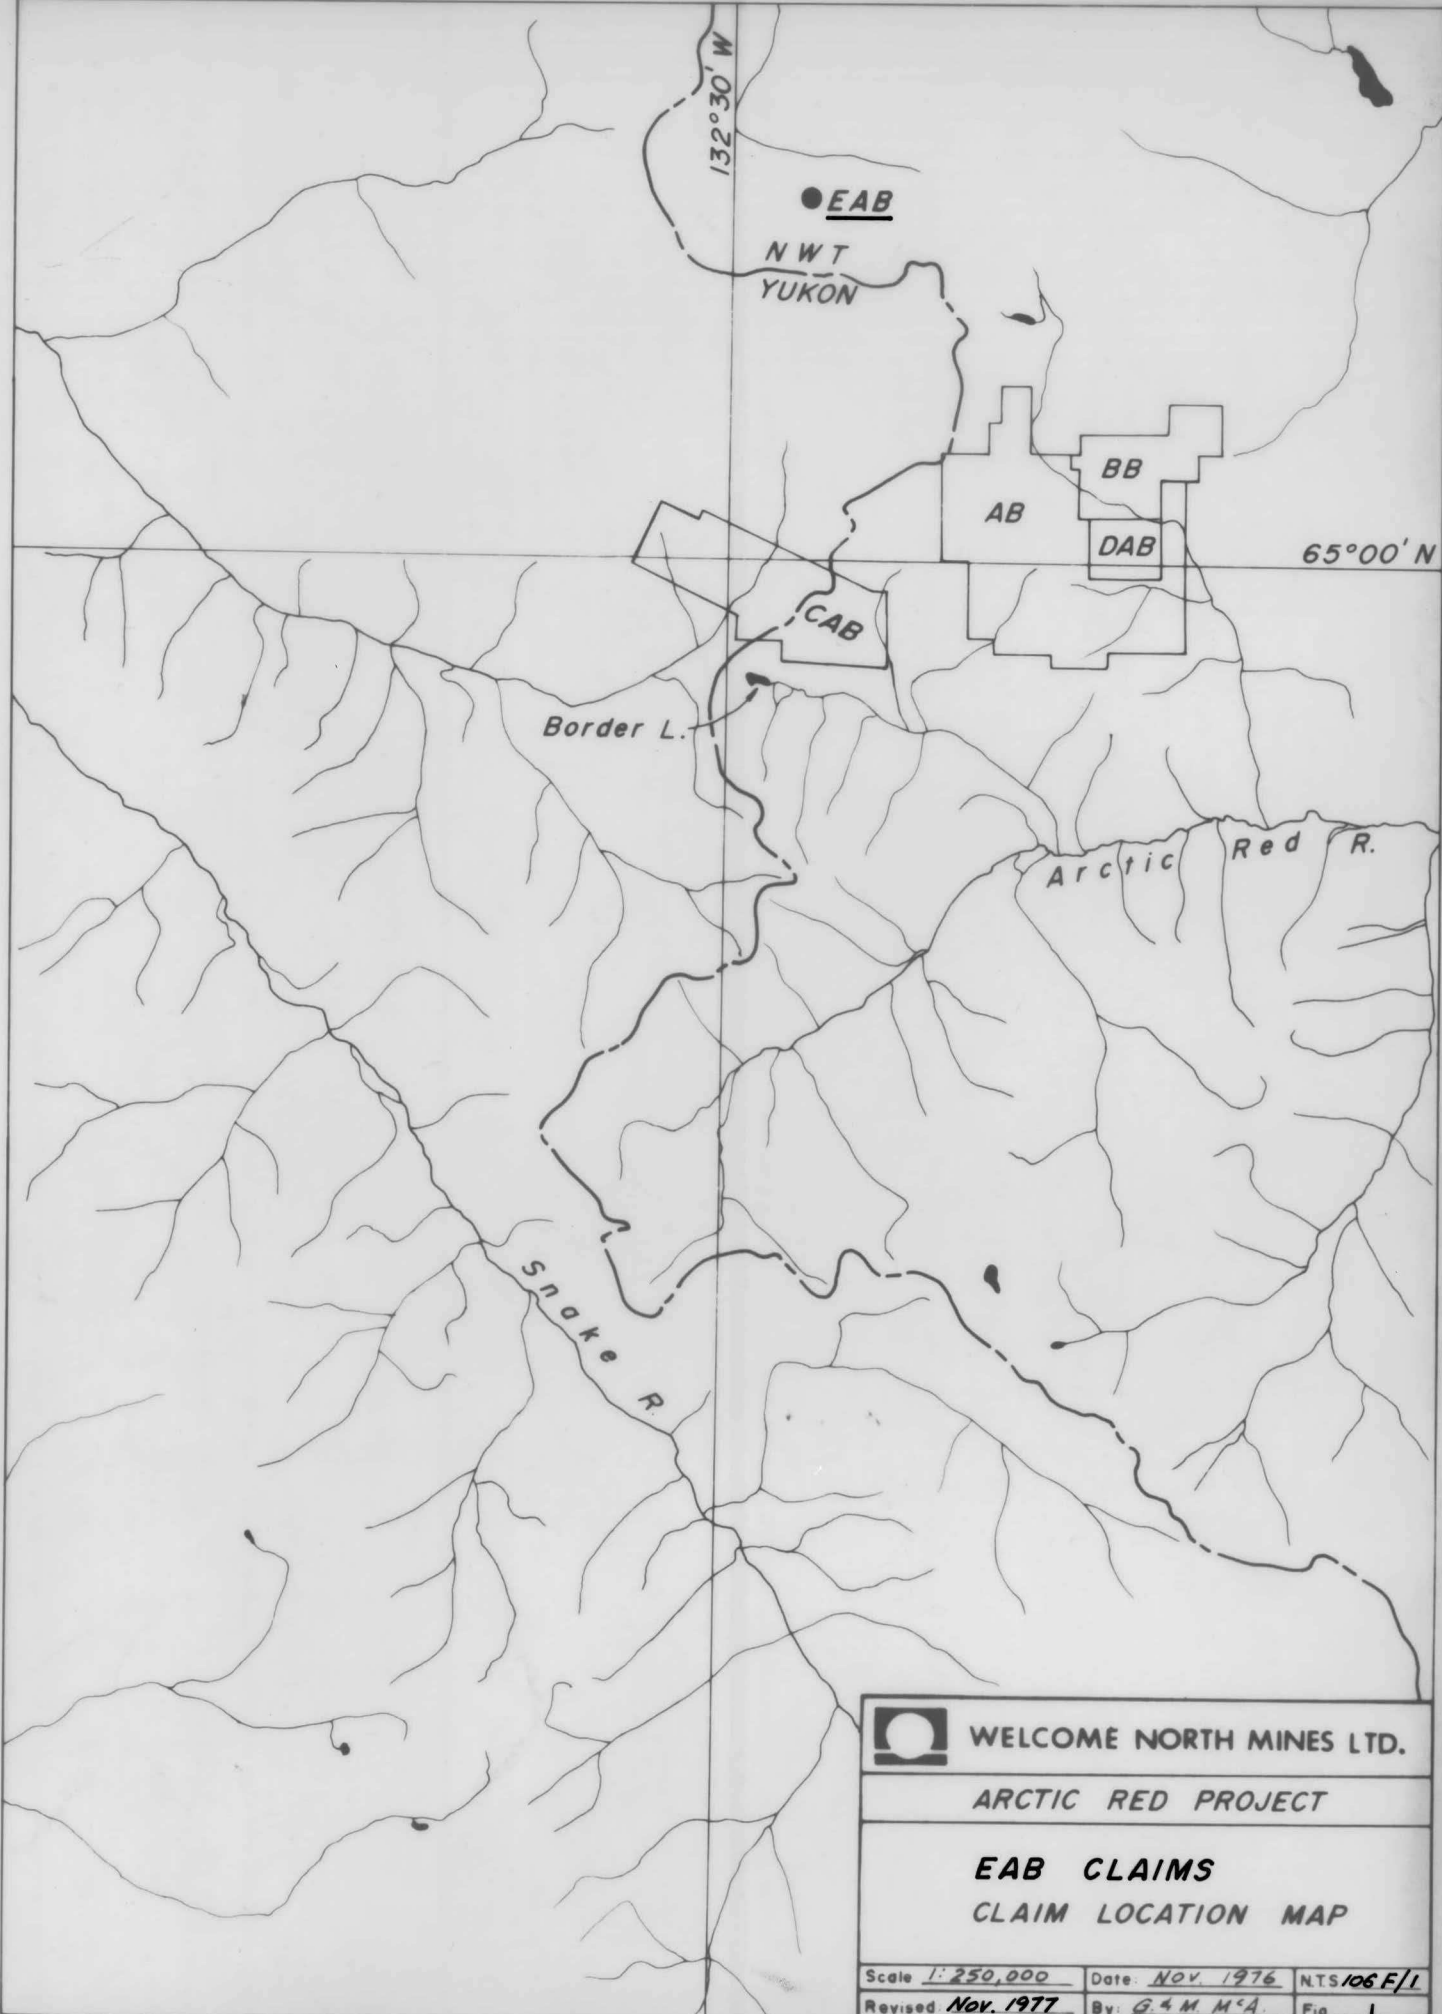 132°30' W
EAB
N W T
YUKON
BB
AB
DAB
65°00' N
CAB
Border L.
Arctic Red R.
Snake R.
WELCOME NORTH MINES LTD.
ARCTIC RED PROJECT
EAB CLAIMS
CLAIM LOCATION MAP
Scale 1:250,000 Date: NOV. 1976 N.T.S 106 F/1
Revised: Nov. 1977 By: G. & M. McA. Fig. 1